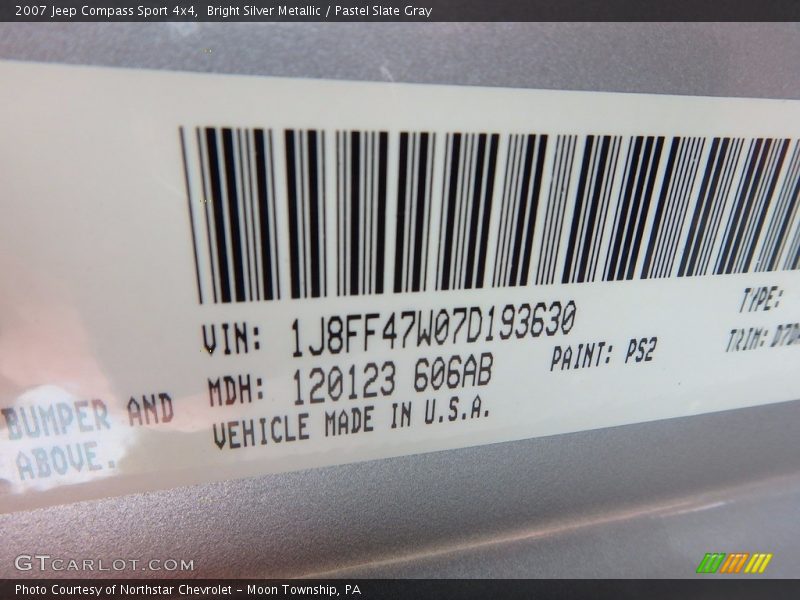 2007 Jeep Compass Sport 4x4,  Bright Silver Metallic / Pastel Slate Gray
VIN: 1J8FF47W07D193630
TYPE:
MDH: 120123 606AB
PAINT: PS2
TRIM:
BUMPER AND
VEHICLE MADE IN U.S.A.
ABOVE.
GTCARLOT.COM
Photo Courtesy of Northstar Chevrolet - Moon Township, PA